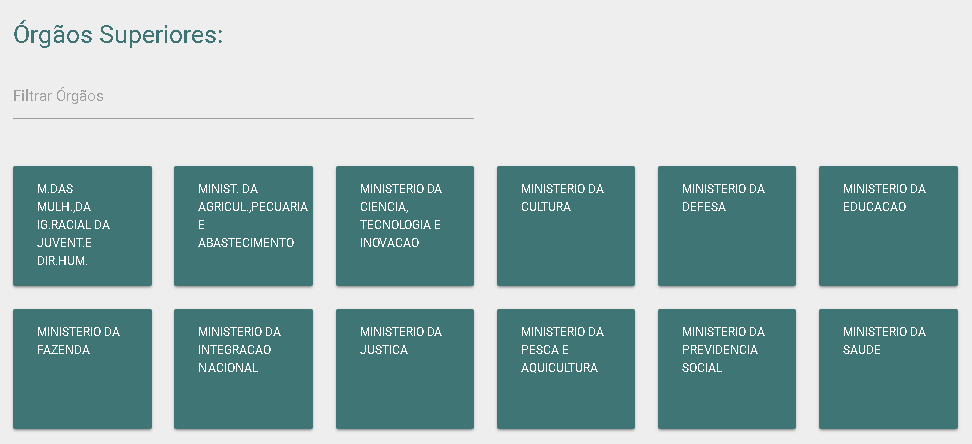 Órgãos Superiores:
Filtrar Órgãos
M.DAS
MULH.,DA
IG.RACIAL DA
JUVENT.E
DIR.HUM.
MINIST. DA
AGRICUL.,PECUARIA
E
ABASTECIMENTO
MINISTERIO DA
CIENCIA,
TECNOLOGIA E
INOVACAO
MINISTERIO DA
CULTURA
MINISTERIO DA
DEFESA
MINISTERIO DA
EDUCACAO
MINISTERIO DA
FAZENDA
MINISTERIO DA
INTEGRACAO
NACIONAL
MINISTERIO DA
JUSTICA
MINISTERIO DA
PESCA E
AQUICULTURA
MINISTERIO DA
PREVIDENCIA
SOCIAL
MINISTERIO DA
SAUDE